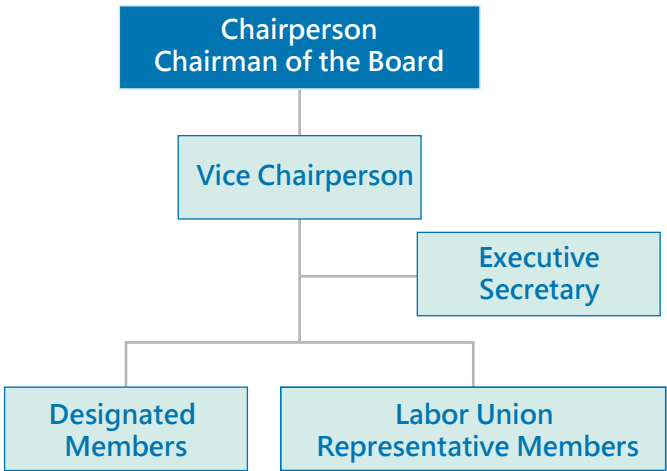 Chairperson
Chairman of the Board
Vice Chairperson
Executive
Secretary
Designated
Members
Labor Union
Representative Members